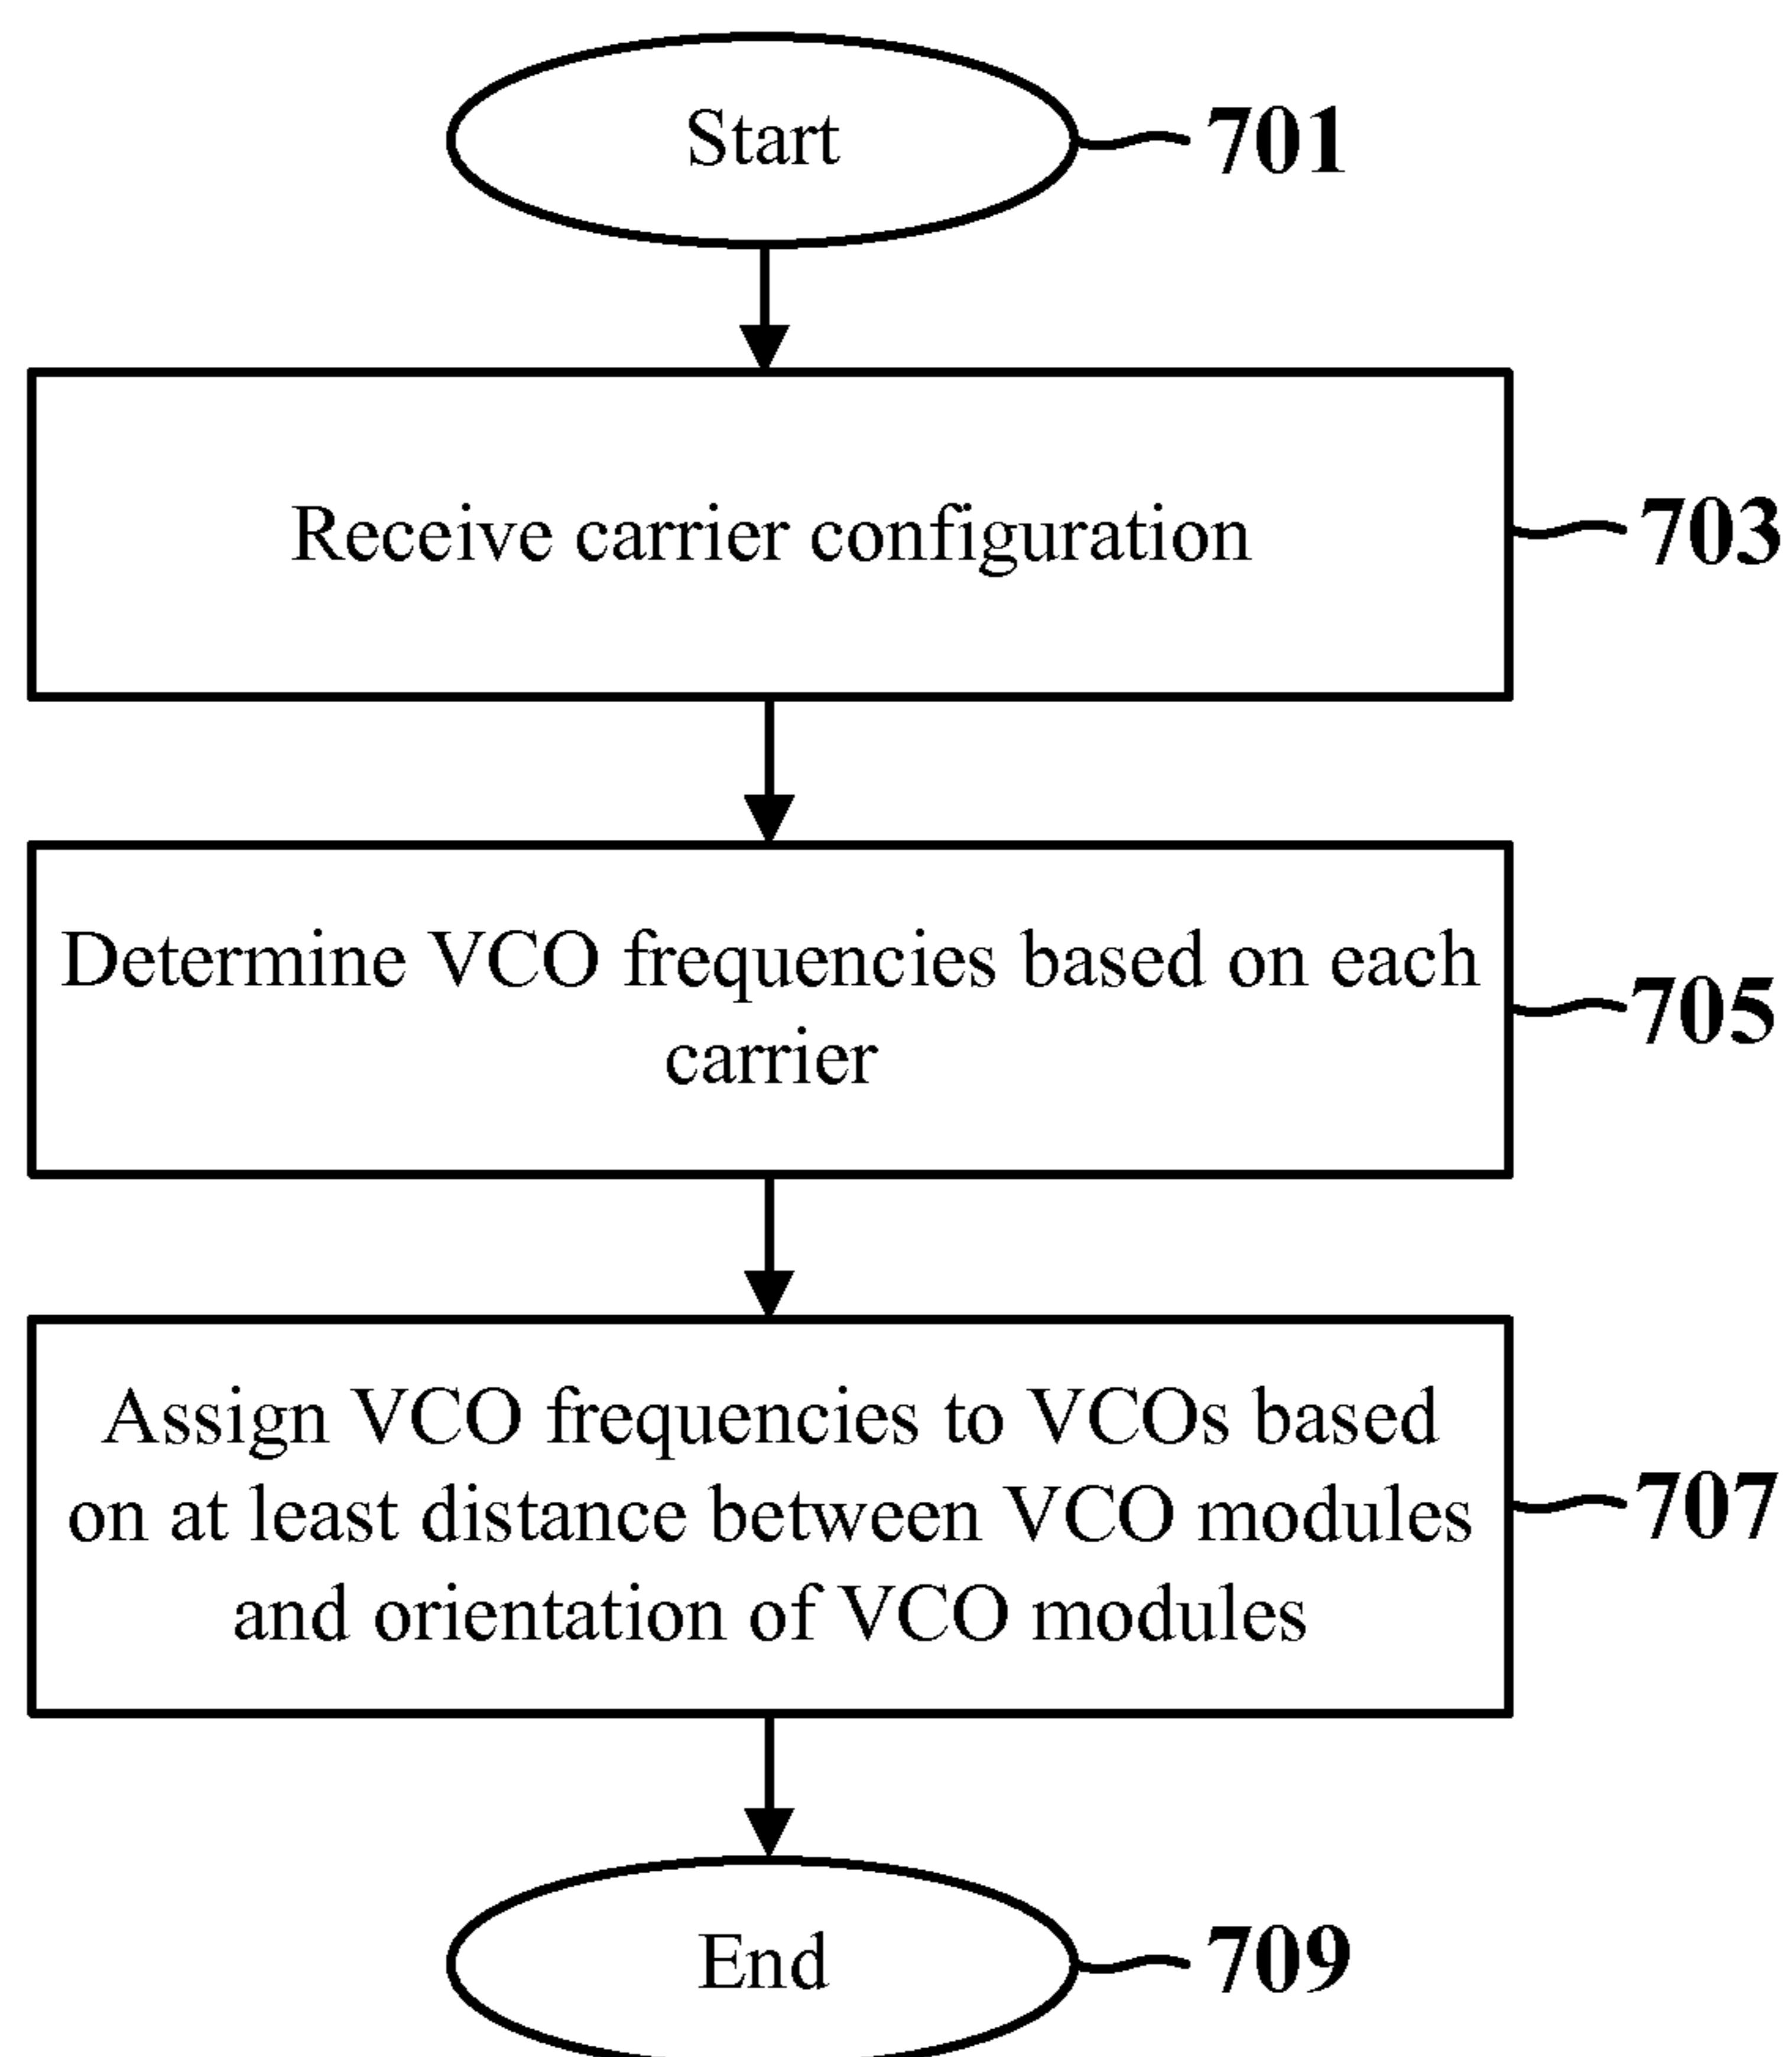 Start
701
Receive carrier configuration
703
Determine VCO frequencies based on each
carrier
705
Assign VCO frequencies to VCOs based
on at least distance between VCO modules
and orientation of VCO modules
707
End
709